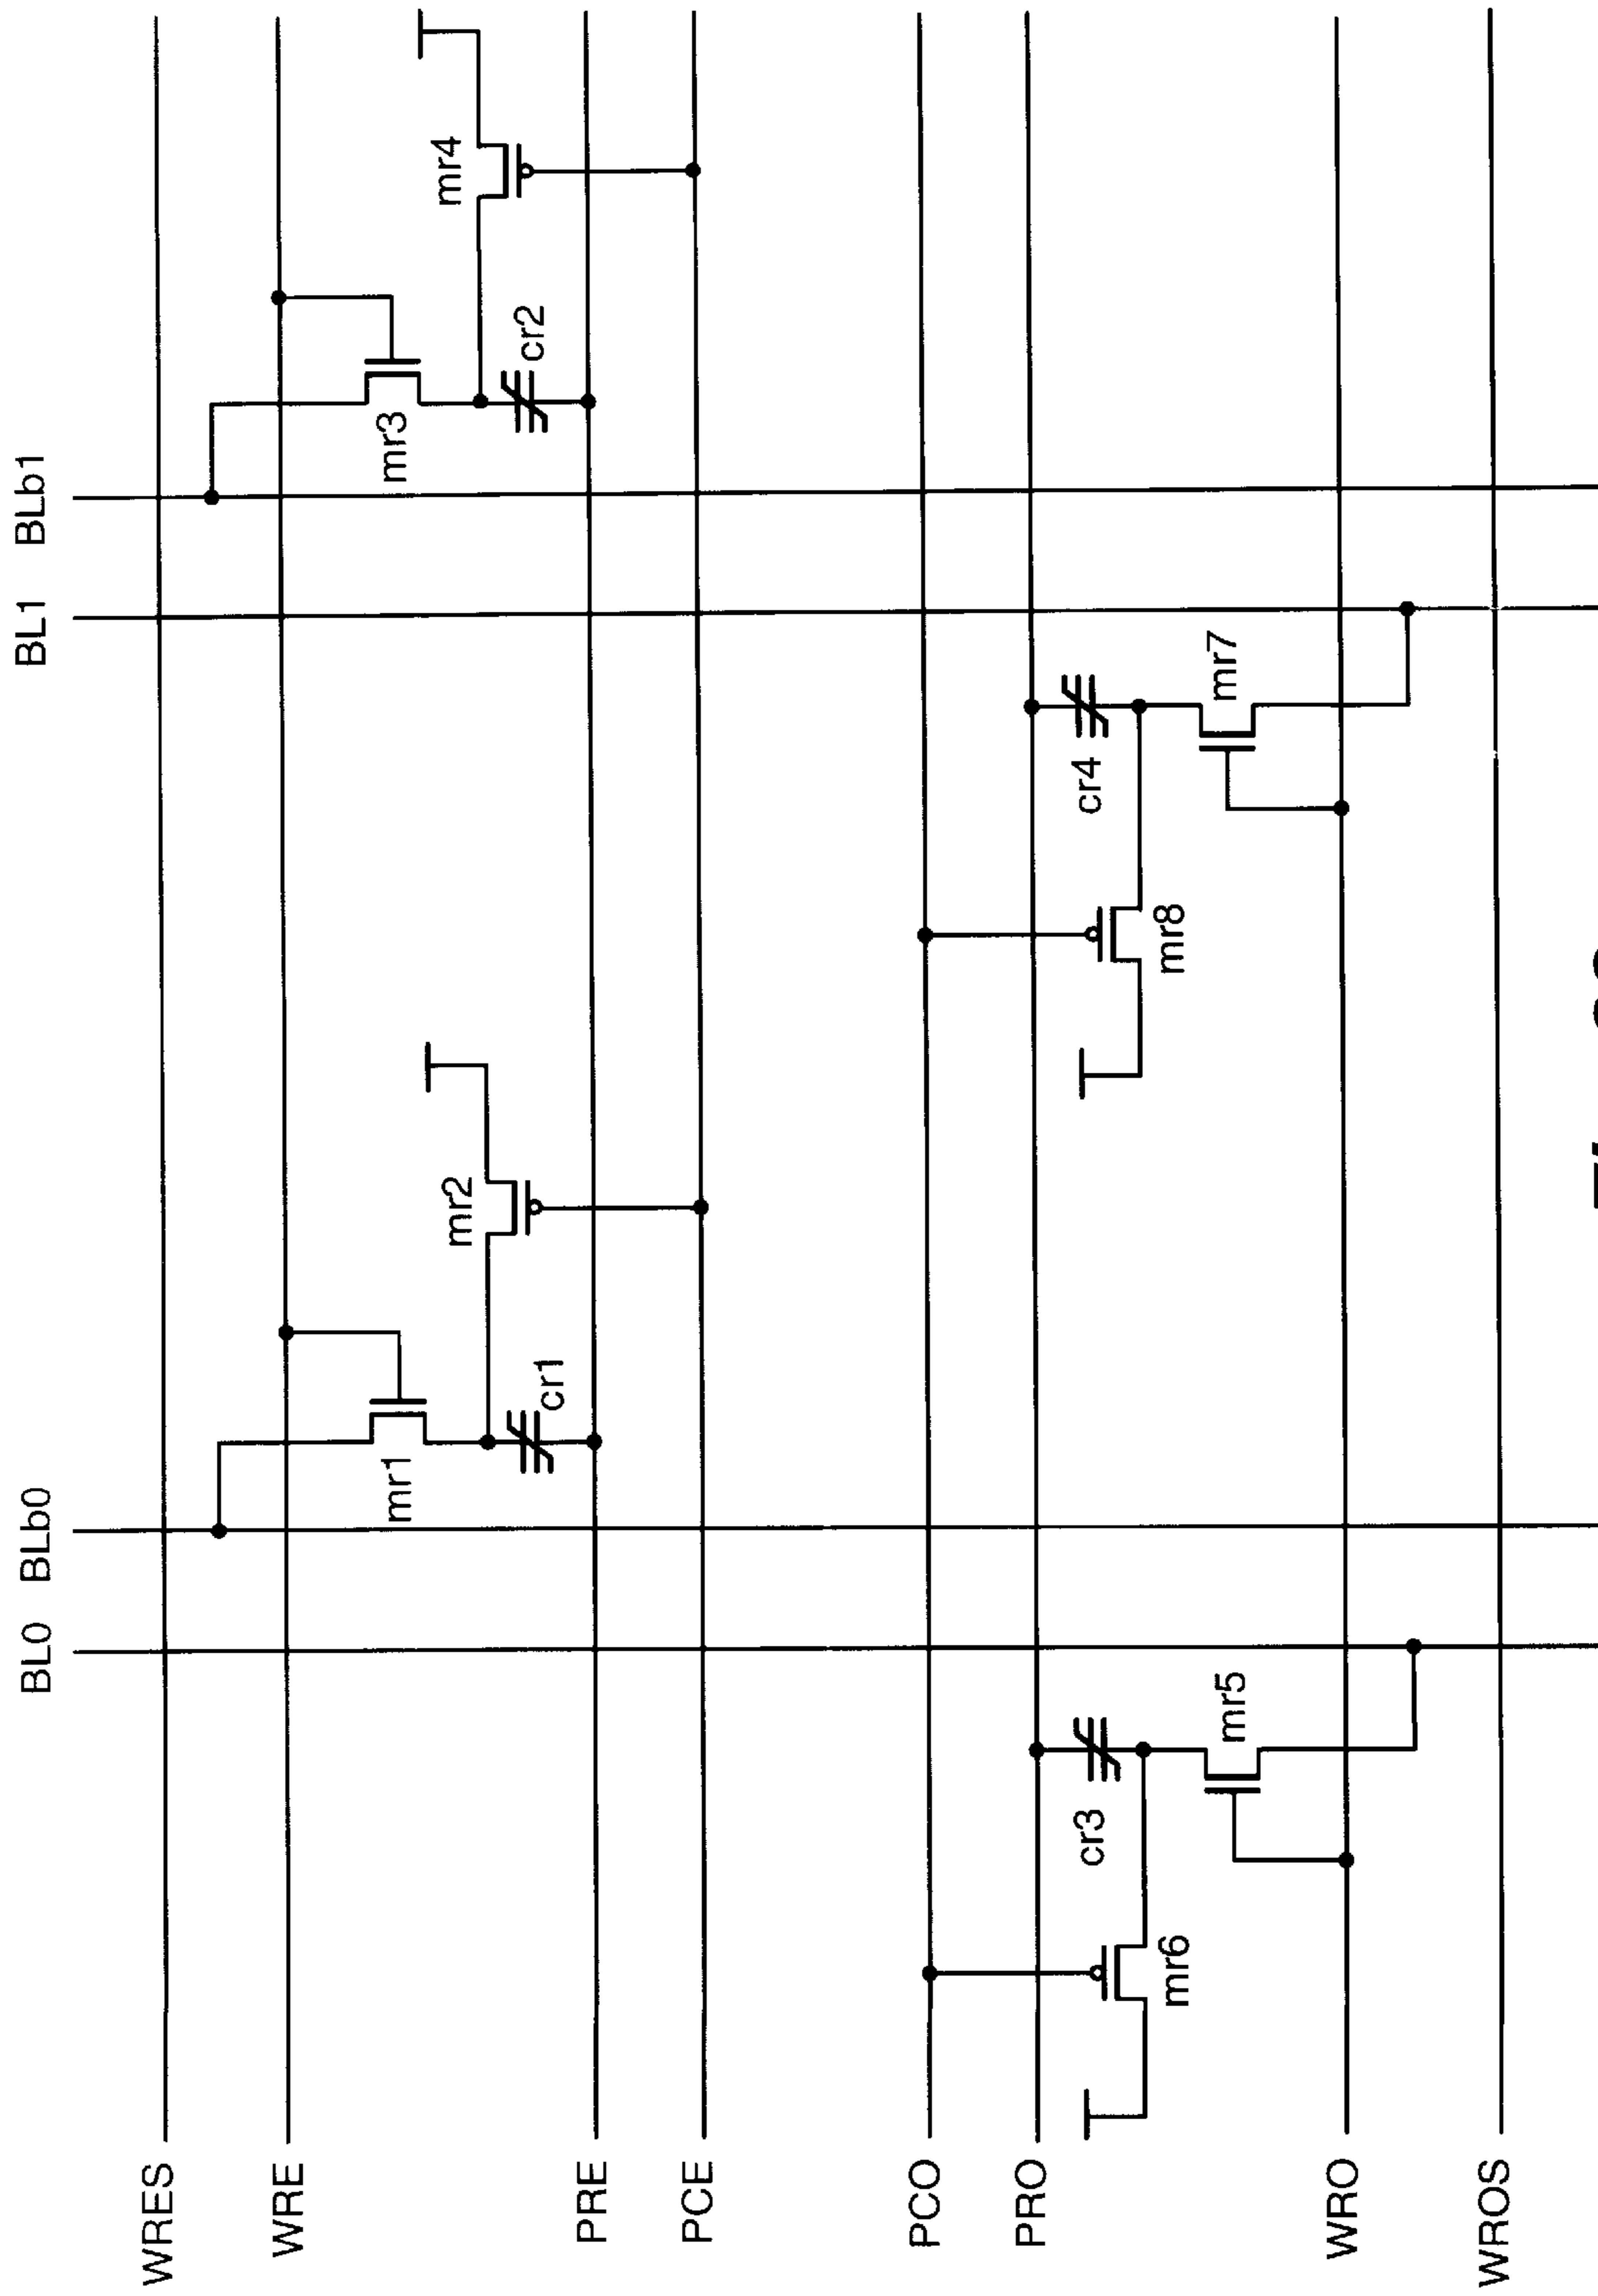 BL0 BLb0 BL1 BLb1
WRES
WRE
mr1
mr3
mr2
mr4
cr1
cr2
PRE
PCE
PCO
PRO
cr3
cr4
mr6
mr5
mr8
mr7
WRO
WROS